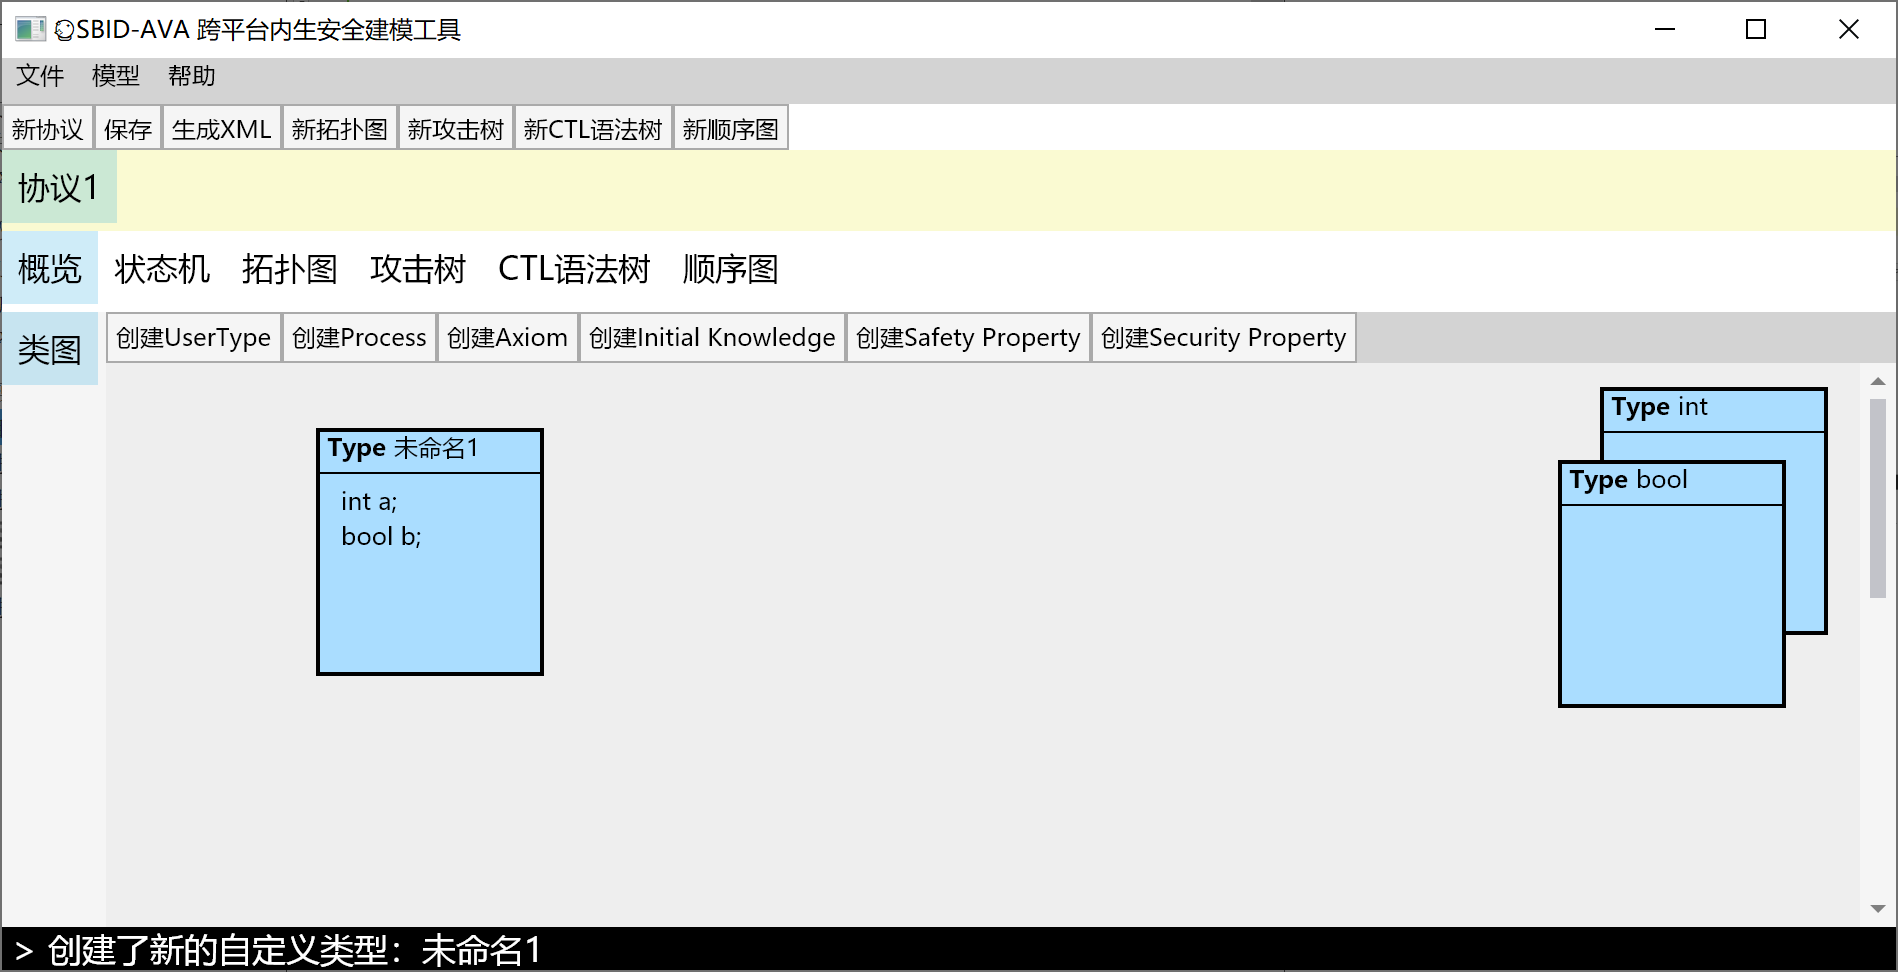 SBID-AVA 跨平台内生安全建模工具
文件 模型 帮助
新协议 保存 生成XML 新拓扑图 新攻击树 新CTL语法树 新顺序图
协议1
概览 状态机 拓扑图 攻击树 CTL语法树 顺序图
类图 创建UserType 创建Process 创建Axiom 创建Initial Knowledge 创建Safety Property 创建Security Property
Type int
Type 未命名1
int a;
bool b;
Type bool
> 创建了新的自定义类型：未命名1